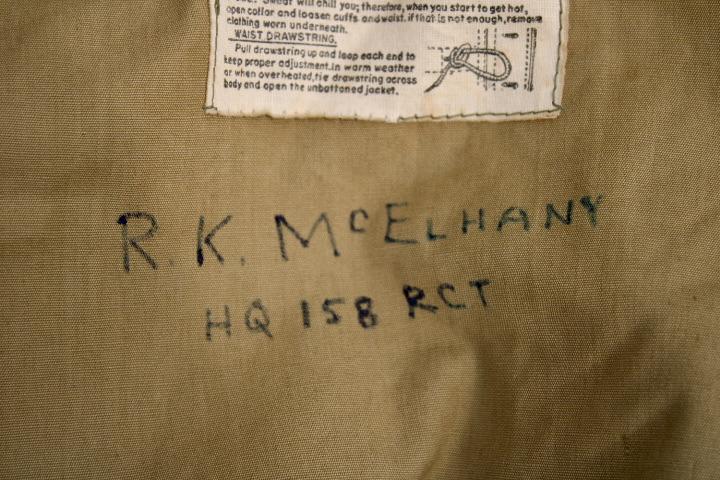 Sweat will chill you; therefore, when you start to get hot,
open collar and loosen cuffs and waist. if that is not enough, remove
clothing worn underneath.
WAIST DRAWSTRING.
Pull drawstring up and loop each end to
keep proper adjustment. In warm weather
or when overheated, tie drawstring across
body and open the unbottoned jacket.
R. K. McELHANY
HQ 158 RCT